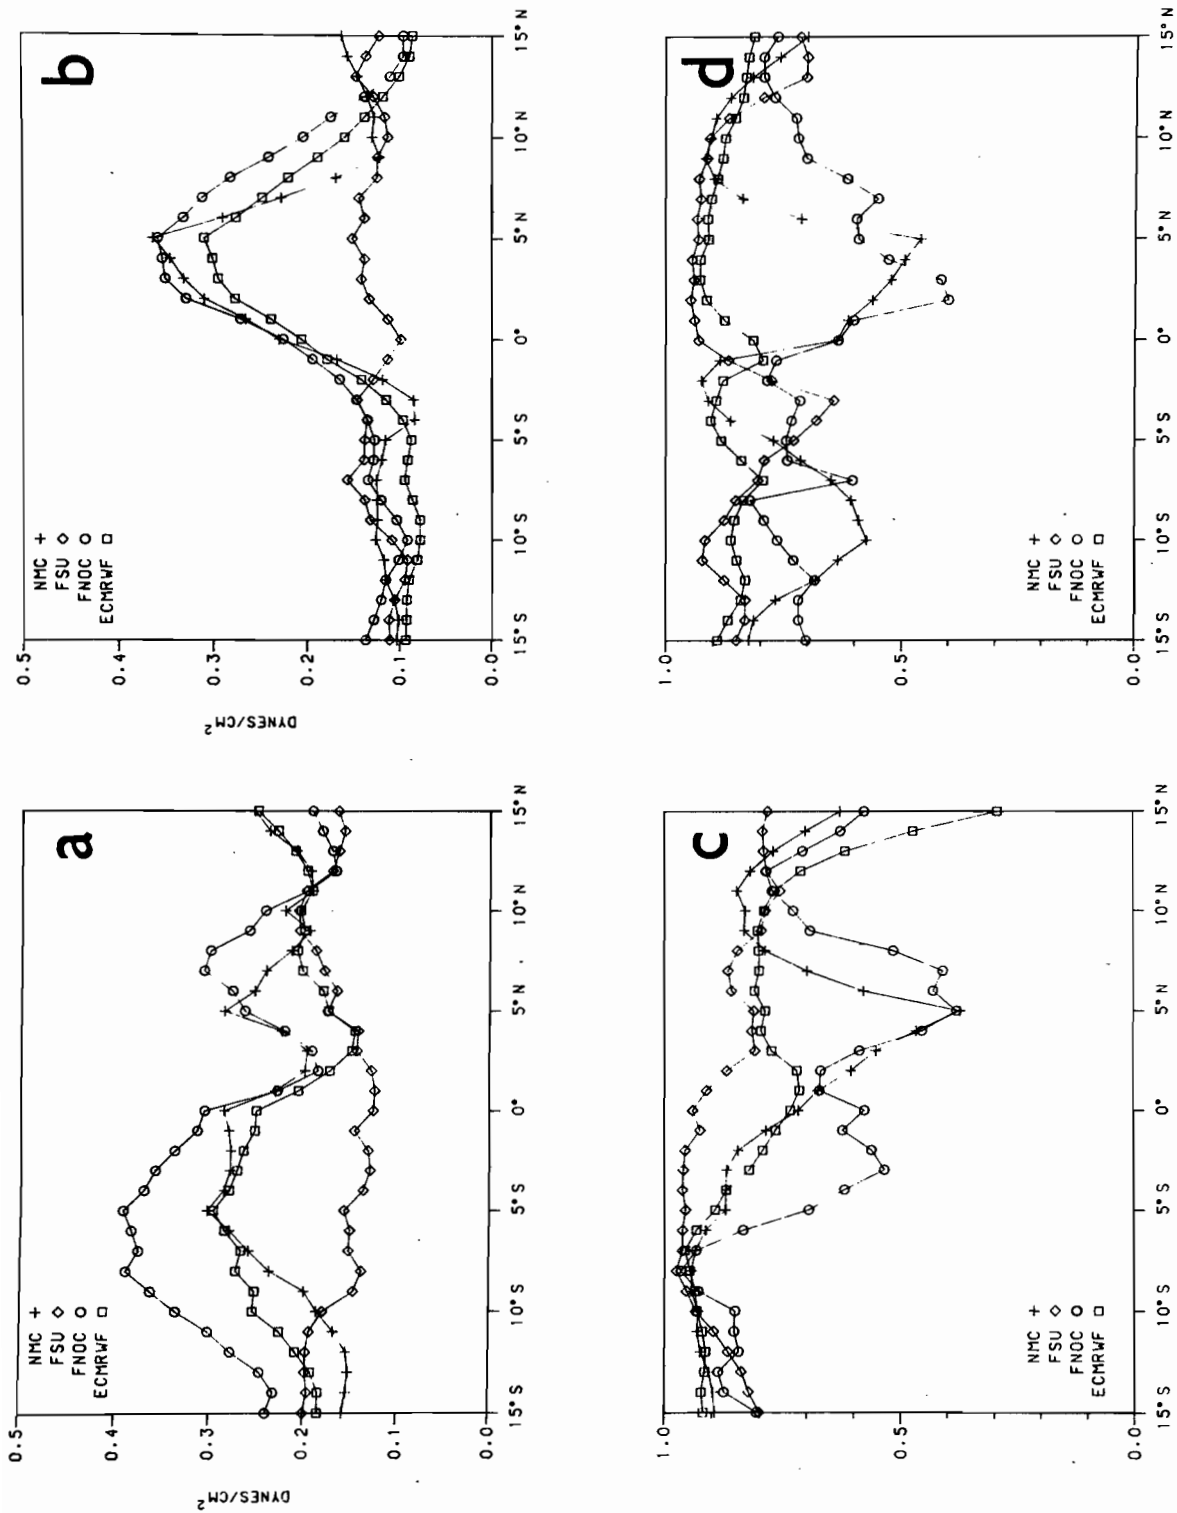 a
NMC +
FSU ◇
FNOC ○
ECMRWF □
DYNES/CM²
0.5
0.4
0.3
0.2
0.1
0.0
15°S
10°S
5°S
0°
5°N
10°N
15°N
b
NMC +
FSU ◇
FNOC ○
ECMRWF □
DYNES/CM²
0.5
0.4
0.3
0.2
0.1
0.0
15°S
10°S
5°S
0°
5°N
10°N
15°N
c
NMC +
FSU ◇
FNOC ○
ECMRWF □
1.0
0.5
0.0
15°S
10°S
5°S
0°
5°N
10°N
15°N
d
NMC +
FSU ◇
FNOC ○
ECMRWF □
1.0
0.5
0.0
15°S
10°S
5°S
0°
5°N
10°N
15°N